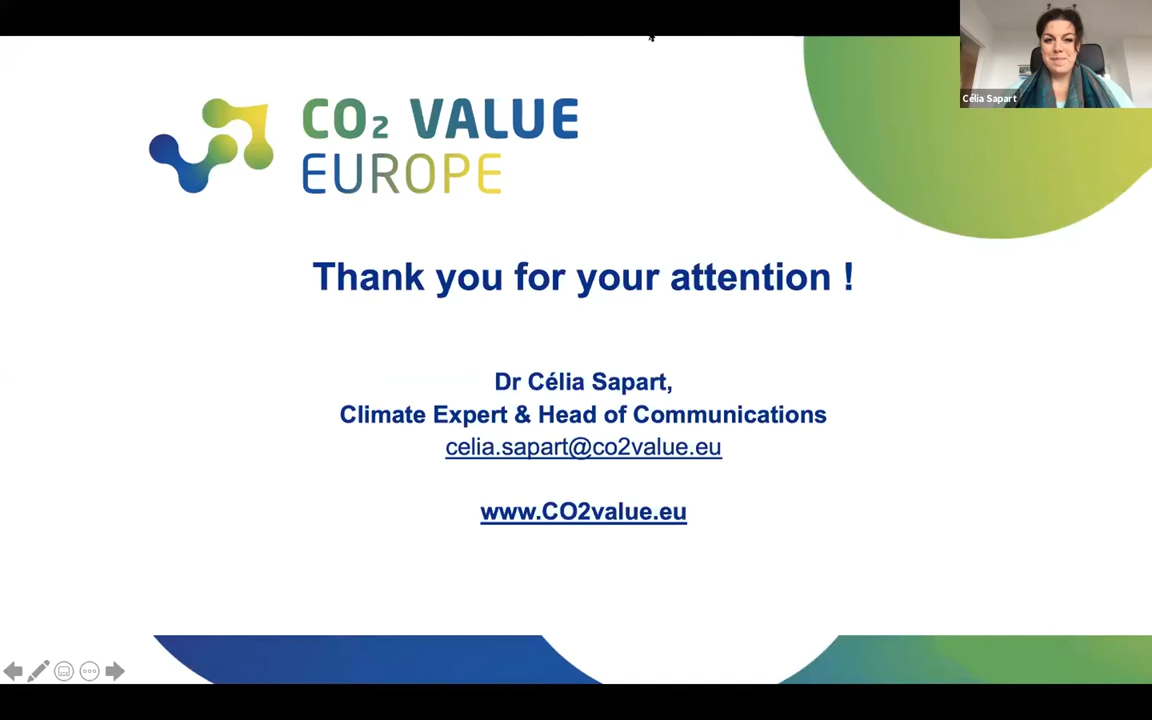 Célia Sapart
CO2 VALUE
EUROPE
Thank you for your attention !
Dr Célia Sapart,
Climate Expert & Head of Communications
celia.sapart@co2value.eu
www.CO2value.eu